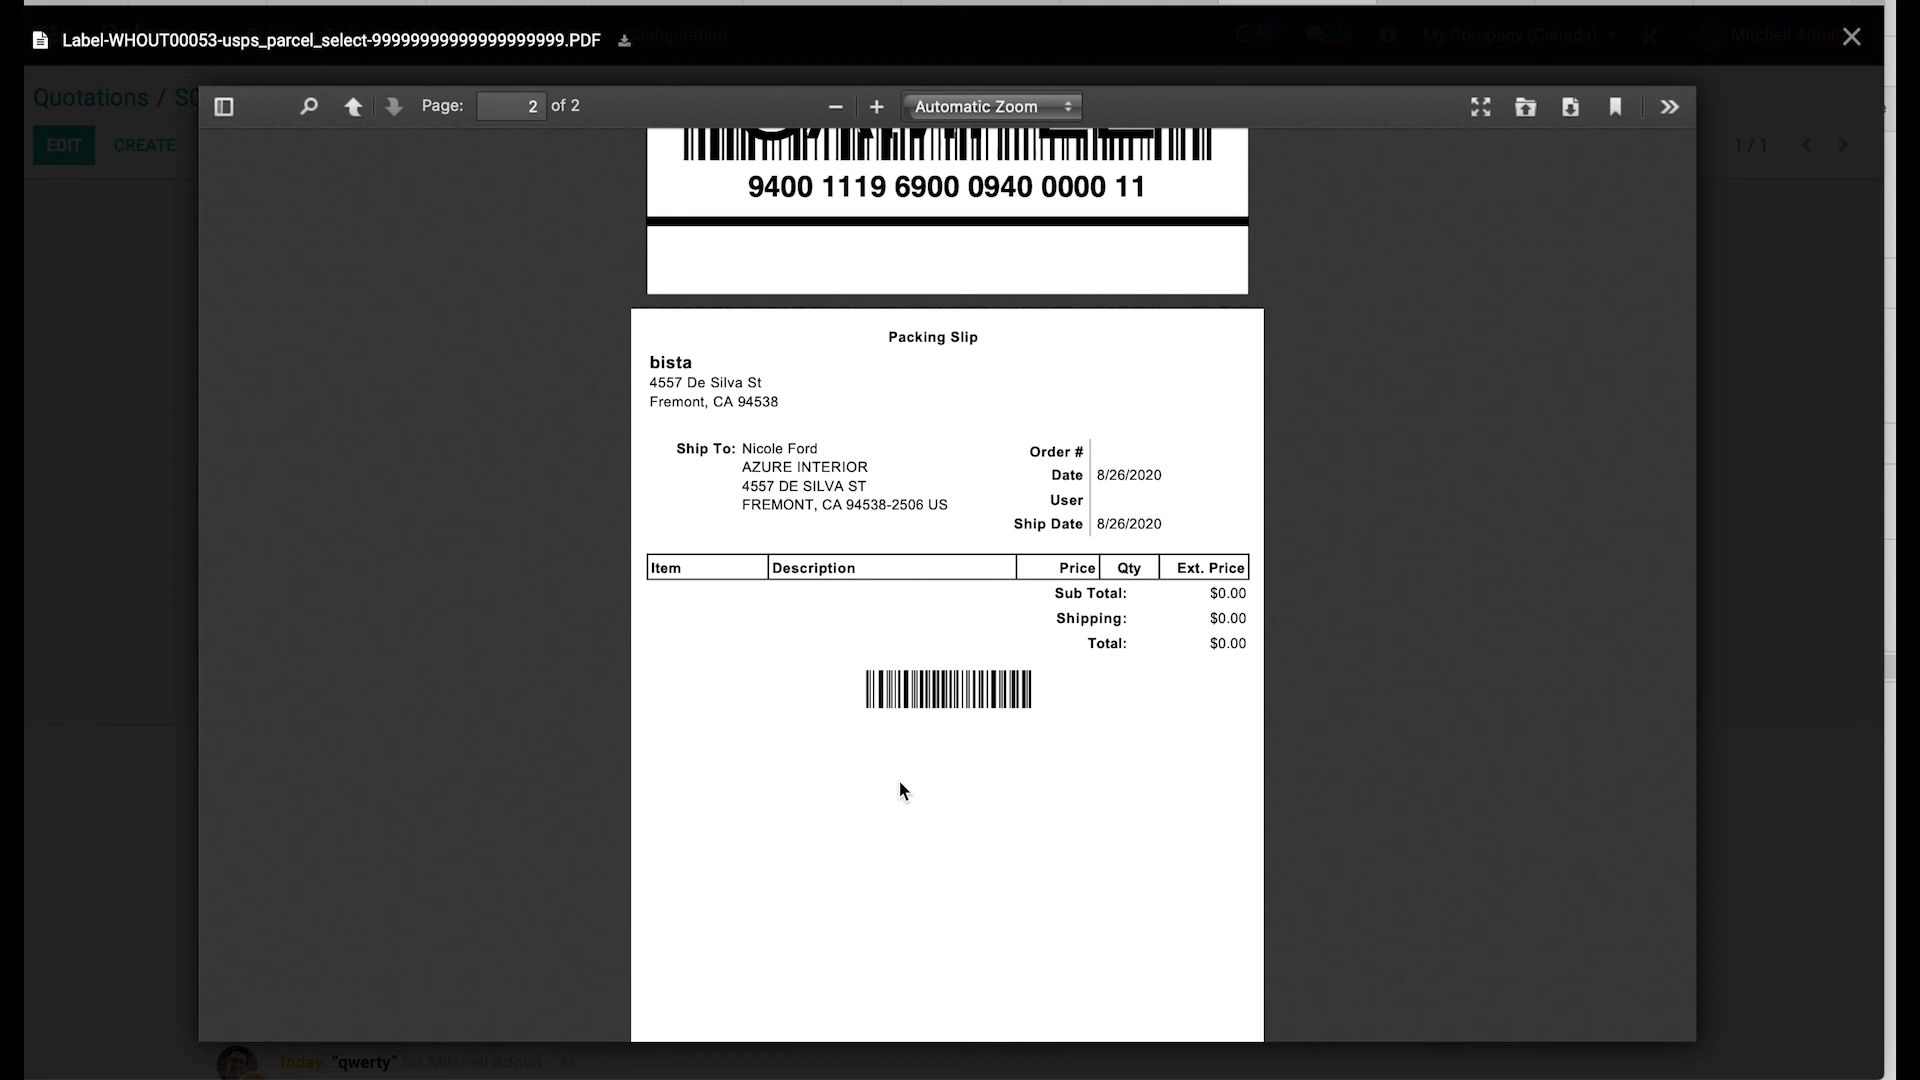 Label-WHOUT00053-usps_parcel_select-99999999999999999999.PDF
Configuration
My Company (Canada)
Mitchell Admin
Quotations /
EDIT
CREATE
Page: 2 of 2
Automatic Zoom
1 / 1
9400 1119 6900 0940 0000 11
Packing Slip
bista
4557 De Silva St
Fremont, CA 94538
Ship To: Nicole Ford
AZURE INTERIOR
4557 DE SILVA ST
FREMONT, CA 94538-2506 US
Order #
Date 8/26/2020
User
Ship Date 8/26/2020
Item Description Price Qty Ext. Price
Sub Total: $0.00
Shipping: $0.00
Total: $0.00
Today "qwerty" for Mitchell Admin